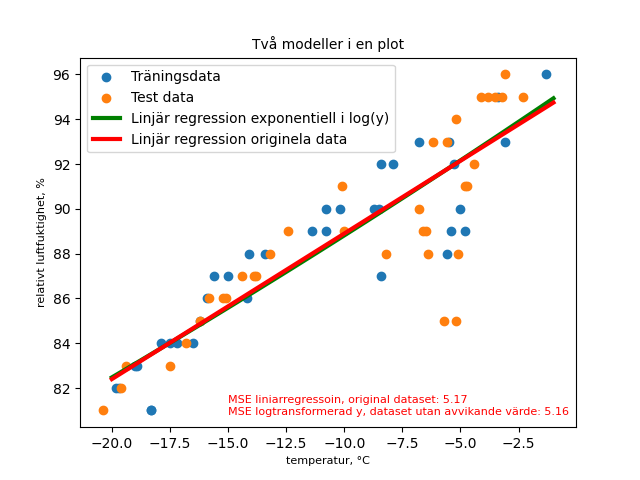 Två modeller i en plot
Träningsdata
Test data
Linjär regression exponentiell i log(y)
Linjär regression originela data
96
94
92
90
88
86
84
82
relativt luftfuktighet, %
MSE liniarregressoin, original dataset: 5.17
MSE logtransformerad y, dataset utan avvikande värde: 5.16
−20.0 −17.5 −15.0 −12.5 −10.0 −7.5 −5.0 −2.5
temperatur, °C